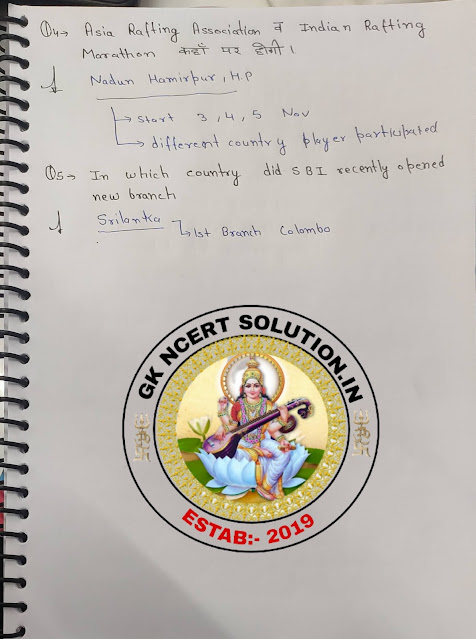 Q4→ Asia Rafting Association व Indian Rafting
Marathon कहाँ पर होगी।
Nadun Hamirpur, H.P
→ Start 3, 4, 5 Nov
→ different country player participated
Q5→ In which country did SBI recently opened
new branch
Srilanka → 1st Branch Colombo
GK NCERT SOLUTION.IN
ESTAB:- 2019